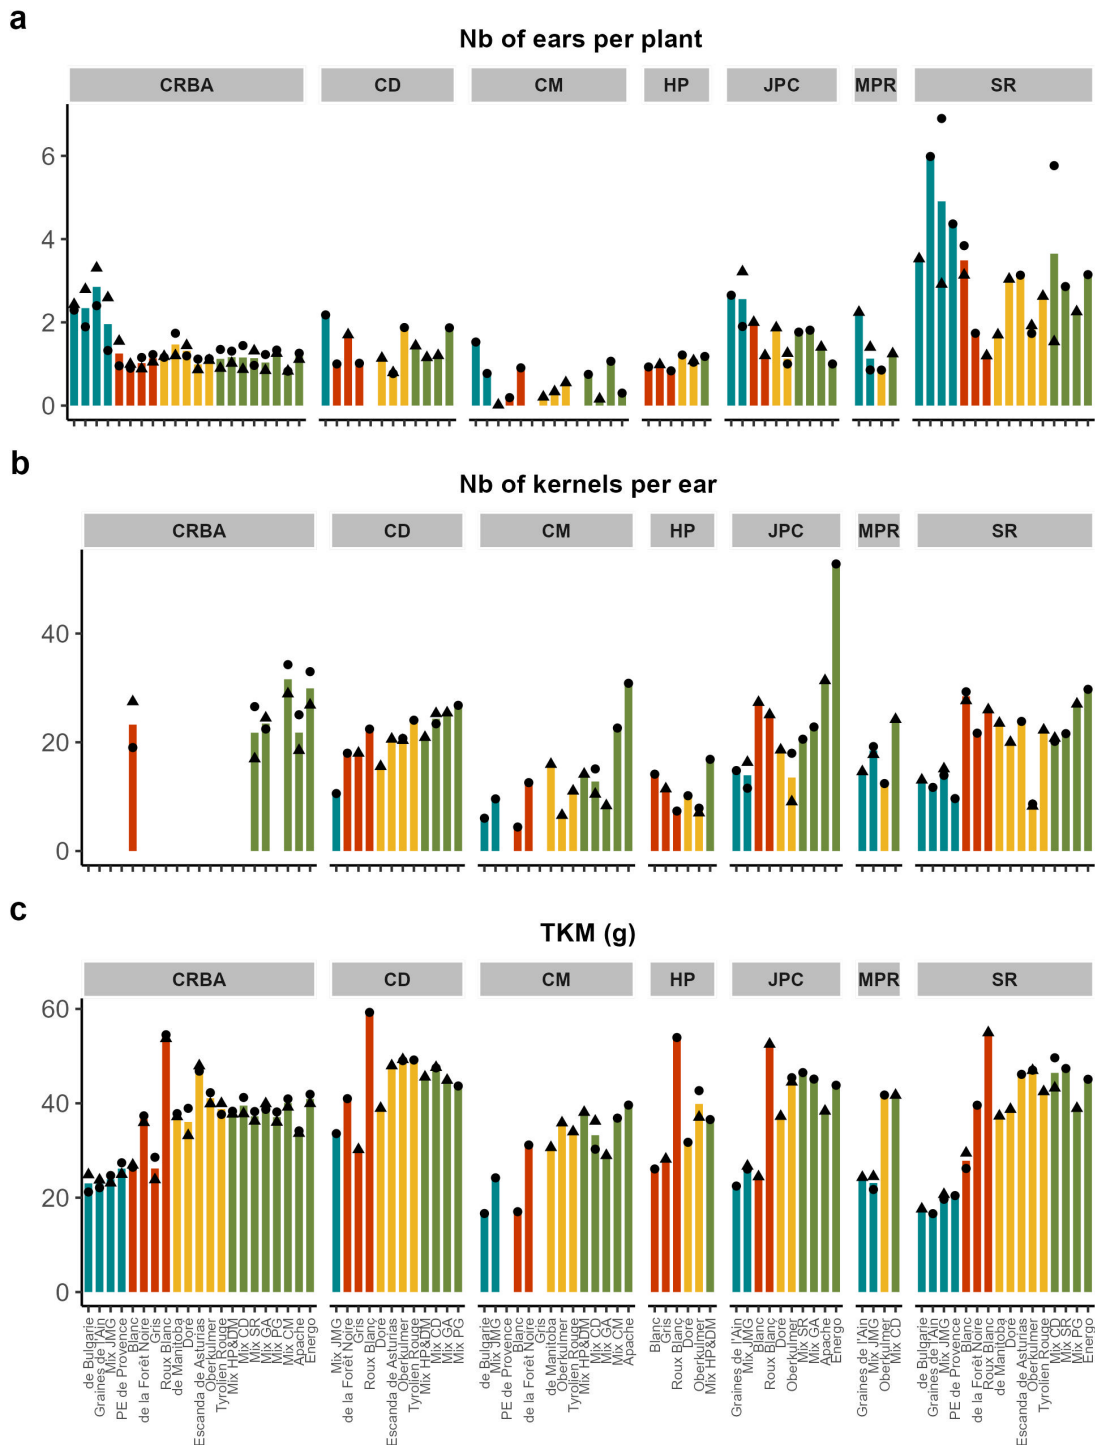 a
Nb of ears per plant
CRBA CD CM HP JPC MPR SR
6
4
2
0
b
Nb of kernels per ear
CRBA CD CM HP JPC MPR SR
40
20
0
c
TKM (g)
CRBA CD CM HP JPC MPR SR
60
40
20
0
de Bulgarie
Graines de l'Ain
Mix JMG
PE de Provence
Blanc
de la Forêt Noire
Gris
Roux Blanc
de Manitoba
Doré
Escanda de Asturias
Oberkulmer
Tyrolien Rouge
Mix HP&DM
Mix CD
Mix SR
Mix GA
Mix PG
Mix CM
Apache
Energo
Mix JMG
de la Forêt Noire
Gris
Roux Blanc
Doré
Escanda de Asturias
Oberkulmer
Tyrolien Rouge
Mix HP&DM
Mix CD
Mix GA
Mix PG
de Bulgarie
Mix JMG
PE de Provence
Blanc
de la Forêt Noire
Gris
de Manitoba
Oberkulmer
Tyrolien Rouge
Mix HP&DM
Mix CD
Mix GA
Mix CM
Apache
Blanc
Gris
Roux Blanc
Doré
Oberkulmer
Mix HP&DM
Graines de l'Ain
Mix JMG
Blanc
Roux Blanc
Doré
Oberkulmer
Mix SR
Mix GA
Apache
Energo
Graines de l'Ain
Mix JMG
Oberkulmer
Mix CD
de Bulgarie
Graines de l'Ain
Mix JMG
PE de Provence
Blanc
de la Forêt Noire
Roux Blanc
de Manitoba
Doré
Escanda de Asturias
Oberkulmer
Tyrolien Rouge
Mix CD
Mix SR
Mix PG
Energo